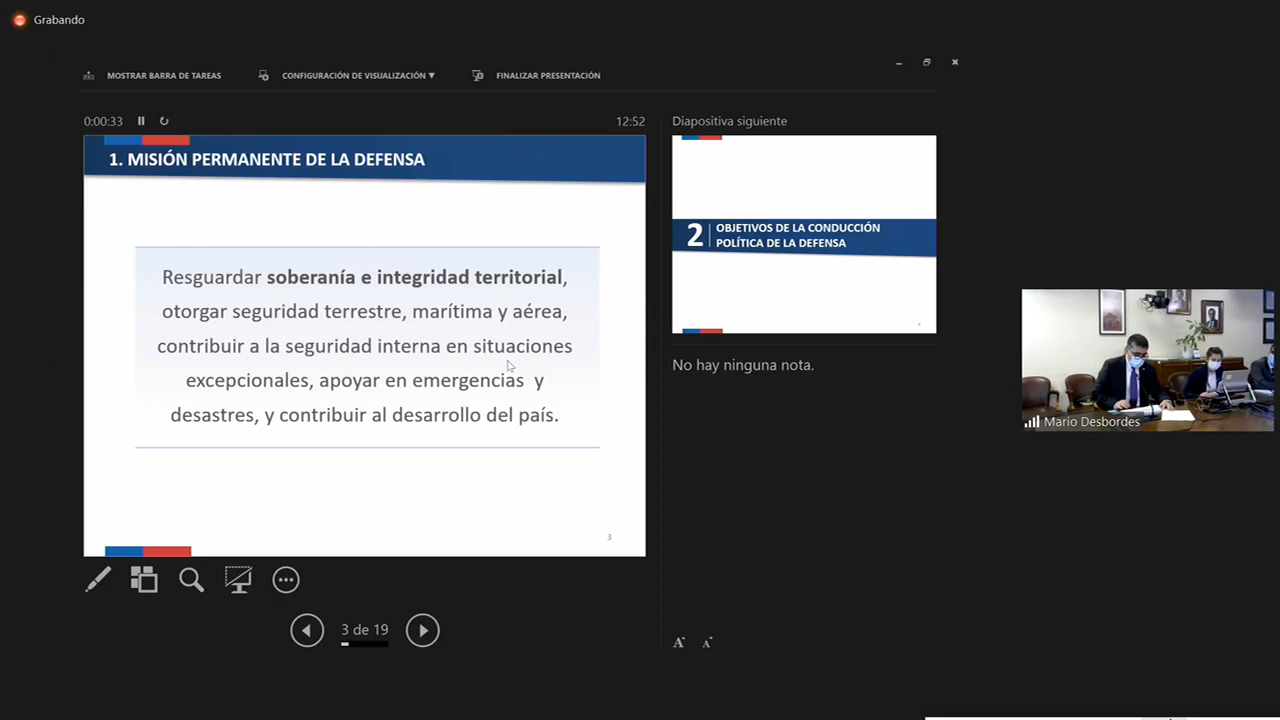 Grabando
MOSTRAR BARRA DE TAREAS
CONFIGURACIÓN DE VISUALIZACIÓN ▼
FINALIZAR PRESENTACIÓN
0:00:33
12:52
1. MISIÓN PERMANENTE DE LA DEFENSA
Resguardar soberanía e integridad territorial,
otorgar seguridad terrestre, marítima y aérea,
contribuir a la seguridad interna en situaciones
excepcionales, apoyar en emergencias y
desastres, y contribuir al desarrollo del país.
3
3 de 19
Diapositiva siguiente
2
OBJETIVOS DE LA CONDUCCIÓN
POLÍTICA DE LA DEFENSA
No hay ninguna nota.
A A
Mario Desbordes